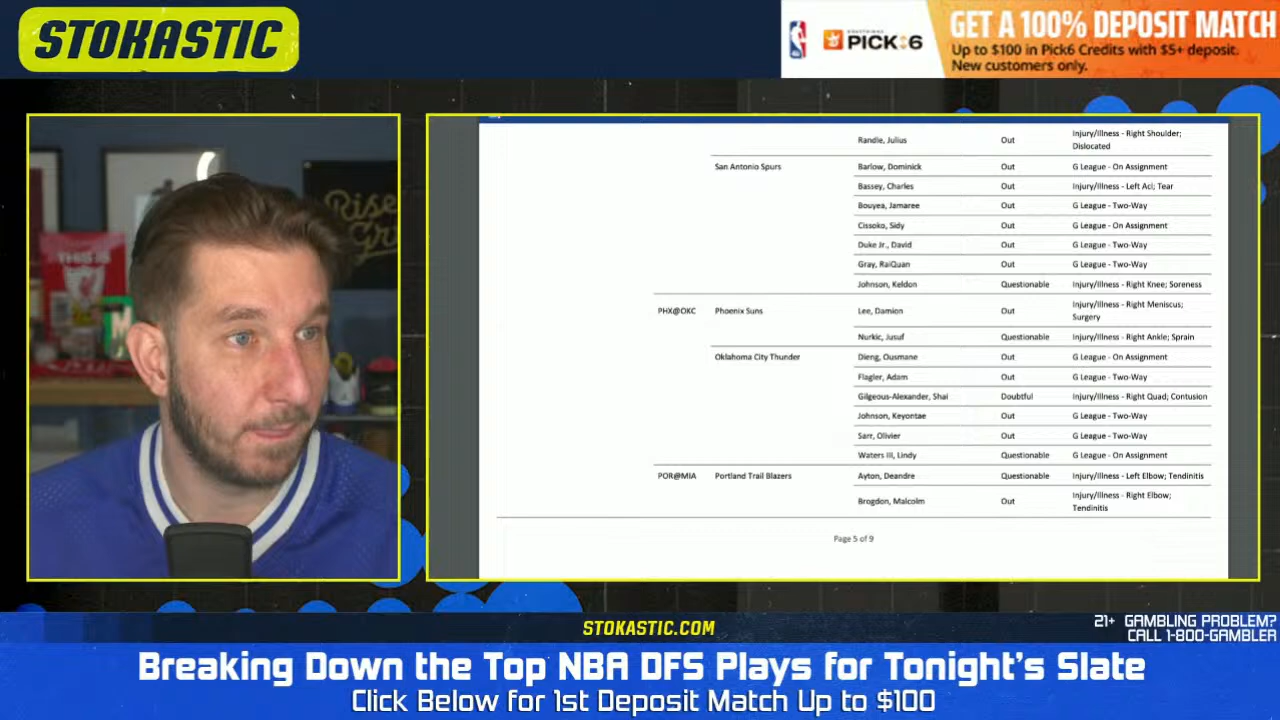 STOKASTIC
NBA
PICK6
GET A 100% DEPOSIT MATCH
Up to $100 in Pick6 Credits with $5+ deposit.
New customers only.
Randle, Julius Out Injury/Illness - Right Shoulder;
Dislocated
San Antonio Spurs Barlow, Dominick Out G League - On Assignment
Bassey, Charles Out Injury/Illness - Left Acl; Tear
Bouyea, Jamaree Out G League - Two-Way
Cissoko, Sidy Out G League - On Assignment
Duke Jr., David Out G League - Two-Way
Gray, RaiQuan Out G League - Two-Way
Johnson, Keldon Questionable Injury/Illness - Right Knee; Soreness
PHX@OKC Phoenix Suns Lee, Damion Out Injury/Illness - Right Meniscus;
Surgery
Nurkic, Jusuf Questionable Injury/Illness - Right Ankle; Sprain
Oklahoma City Thunder Dieng, Ousmane Out G League - On Assignment
Flagler, Adam Out G League - Two-Way
Gilgeous-Alexander, Shai Doubtful Injury/Illness - Right Quad; Contusion
Johnson, Keyontae Out G League - Two-Way
Sarr, Olivier Out G League - Two-Way
Waters III, Lindy Questionable G League - On Assignment
POR@MIA Portland Trail Blazers Ayton, Deandre Questionable Injury/Illness - Left Elbow; Tendinitis
Brogdon, Malcolm Out Injury/Illness - Right Elbow;
Tendinitis
Page 5 of 9
THIS IS
Rise
STOKASTIC.COM
21+ GAMBLING PROBLEM?
CALL 1-800-GAMBLER
Breaking Down the Top NBA DFS Plays for Tonight's Slate
Click Below for 1st Deposit Match Up to $100